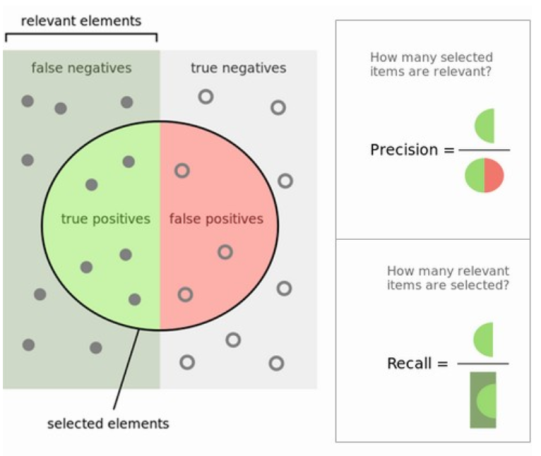 relevant elements
false negatives
true negatives
true positives
false positives
selected elements
How many selected
items are relevant?
Precision =
How many relevant
items are selected?
Recall =